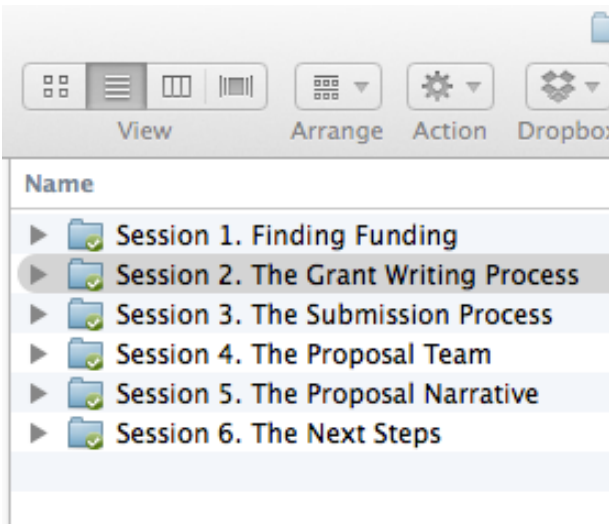 View Arrange Action Dropbox
Name
Session 1. Finding Funding
Session 2. The Grant Writing Process
Session 3. The Submission Process
Session 4. The Proposal Team
Session 5. The Proposal Narrative
Session 6. The Next Steps